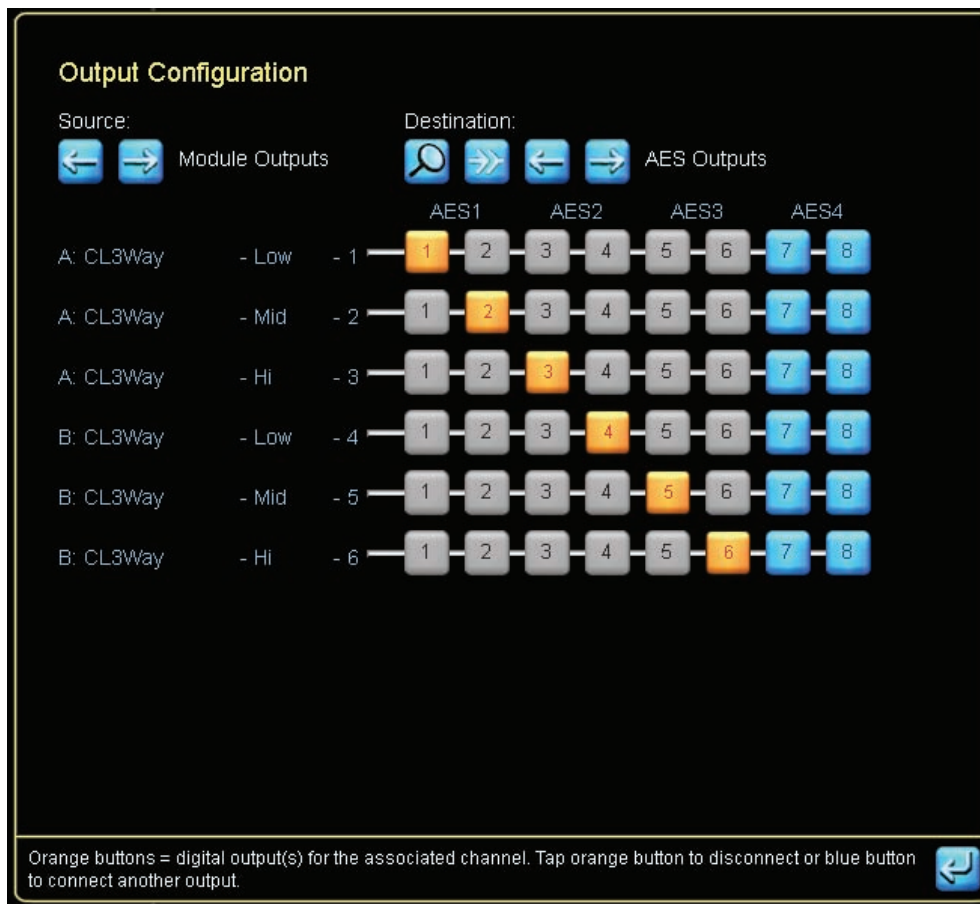 Output Configuration
Source: Destination:
Module Outputs AES Outputs
AES1 AES2 AES3 AES4
A: CL3Way - Low - 1 1 2 3 4 5 6 7 8
A: CL3Way - Mid - 2 1 2 3 4 5 6 7 8
A: CL3Way - Hi - 3 1 2 3 4 5 6 7 8
B: CL3Way - Low - 4 1 2 3 4 5 6 7 8
B: CL3Way - Mid - 5 1 2 3 4 5 6 7 8
B: CL3Way - Hi - 6 1 2 3 4 5 6 7 8
Orange buttons = digital output(s) for the associated channel. Tap orange button to disconnect or blue button
to connect another output.